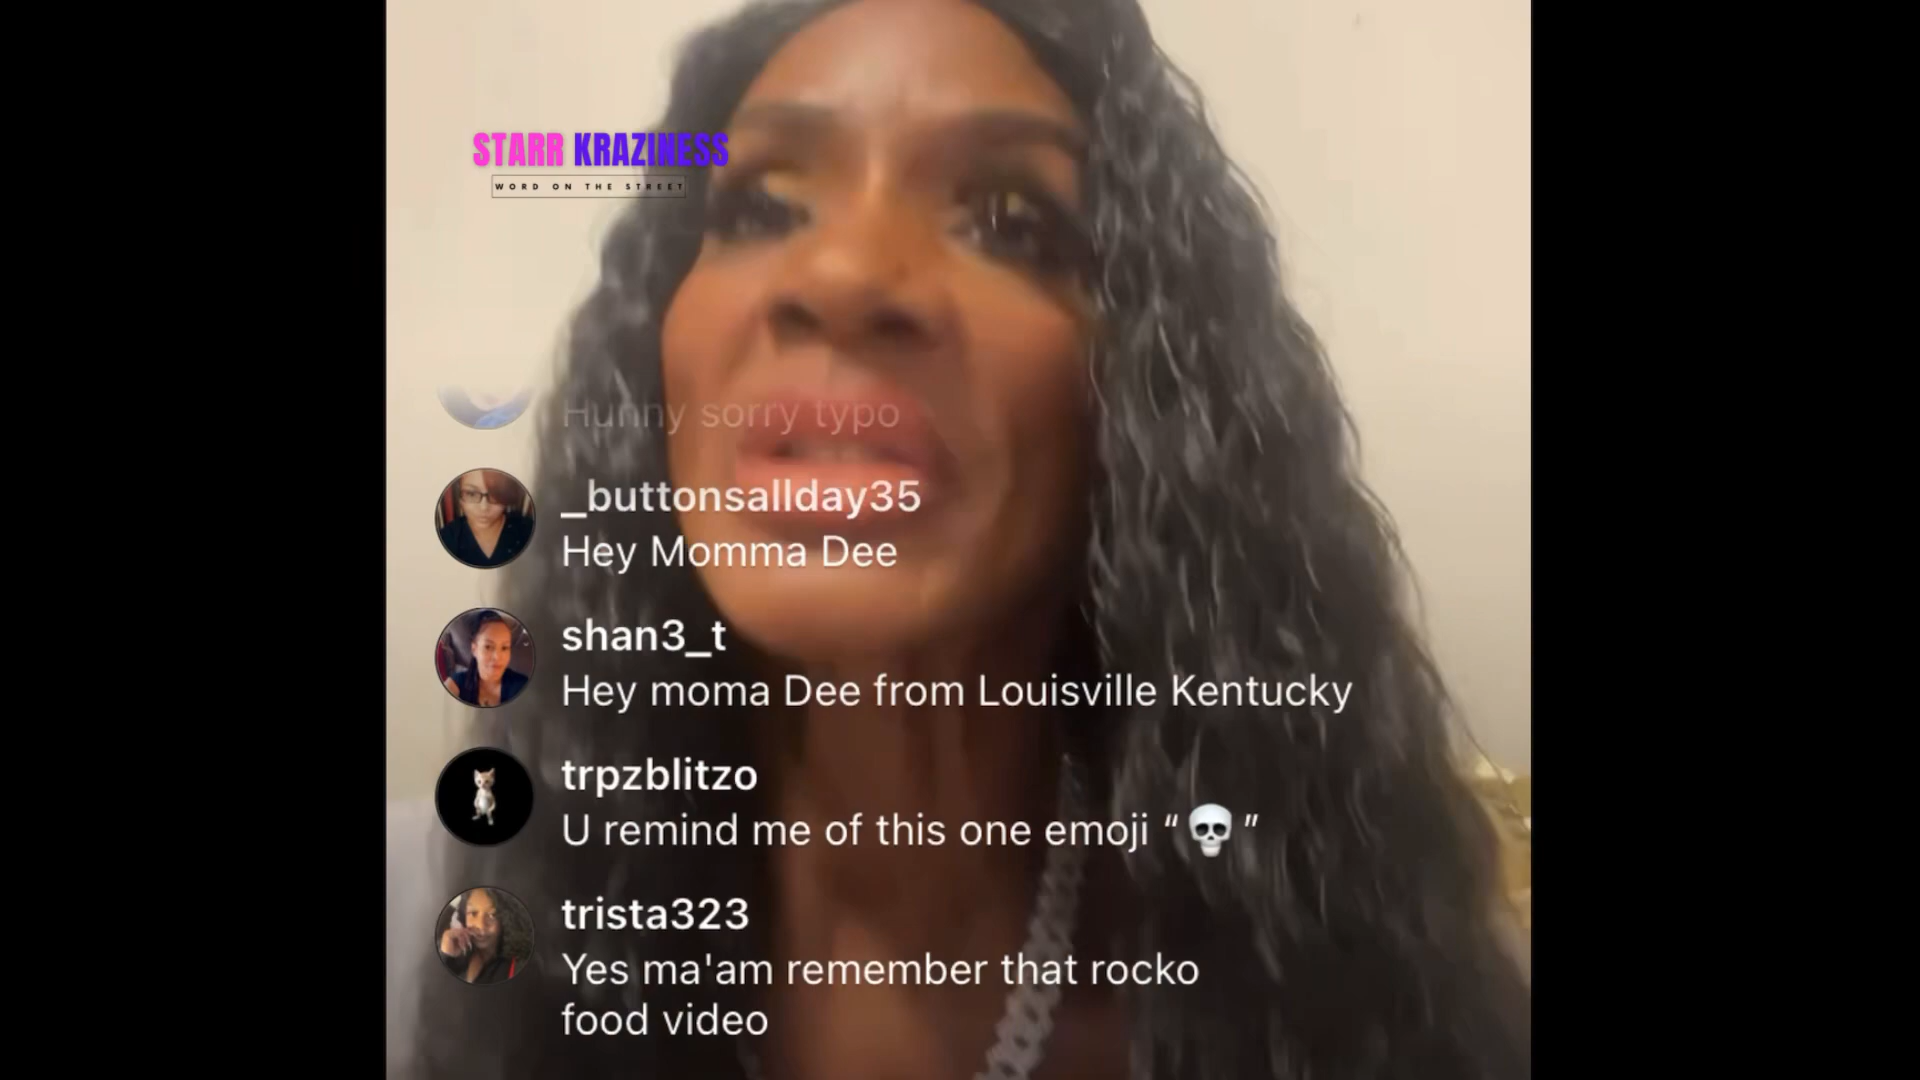 STARR KRAZINESS
WORD ON THE STREET
Hunny sorry typo
_buttonsallday35
Hey Momma Dee
shan3_t
Hey moma Dee from Louisville Kentucky
trpzblitzo
U remind me of this one emoji “💀”
trista323
Yes ma'am remember that rocko
food video